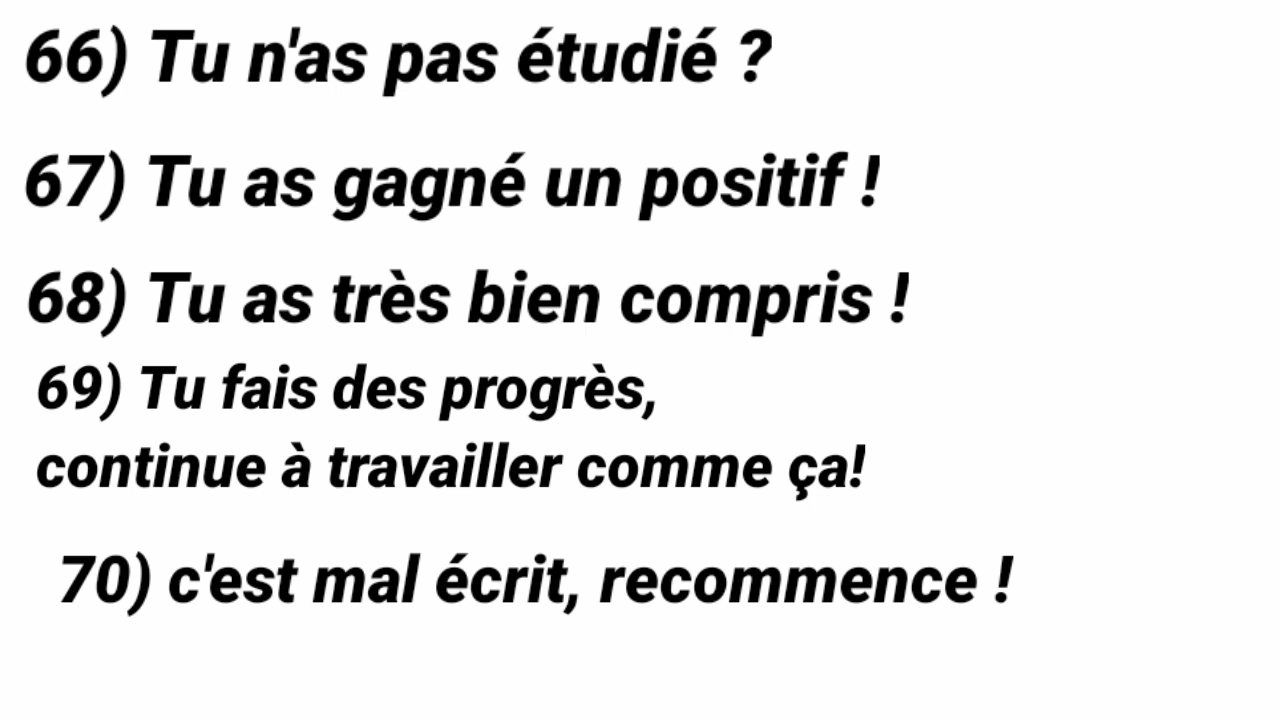 66) Tu n'as pas étudié ?
67) Tu as gagné un positif !
68) Tu as très bien compris !
69) Tu fais des progrès,
continue à travailler comme ça!
70) c'est mal écrit, recommence !